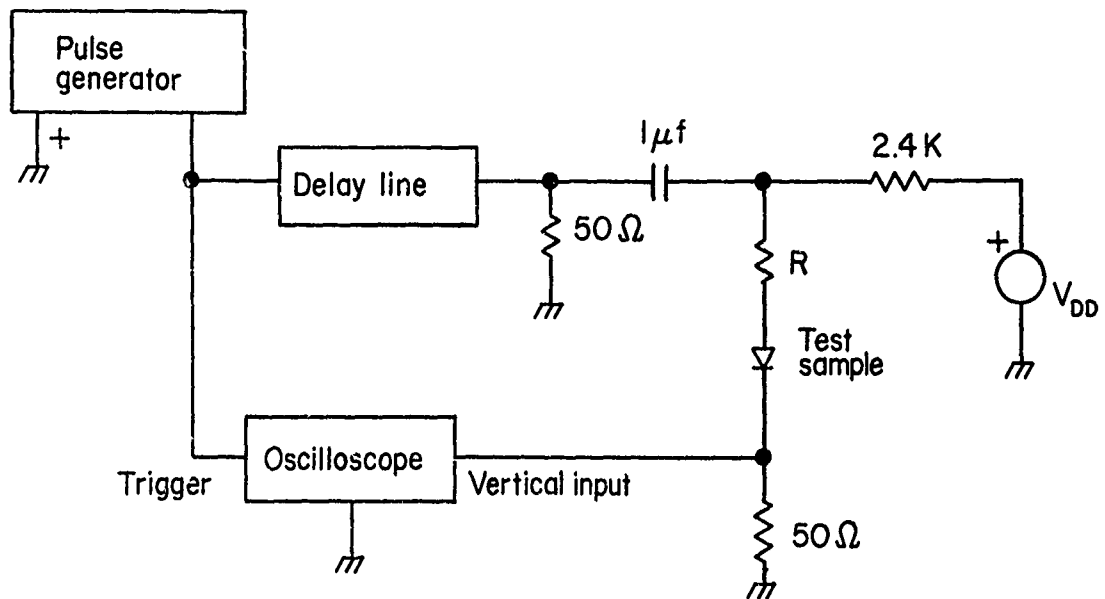 Pulse
generator
+
1 μf
2.4 K
Delay line
50 Ω
R
+
V_DD
Test
sample
Oscilloscope
Trigger
Vertical input
50 Ω